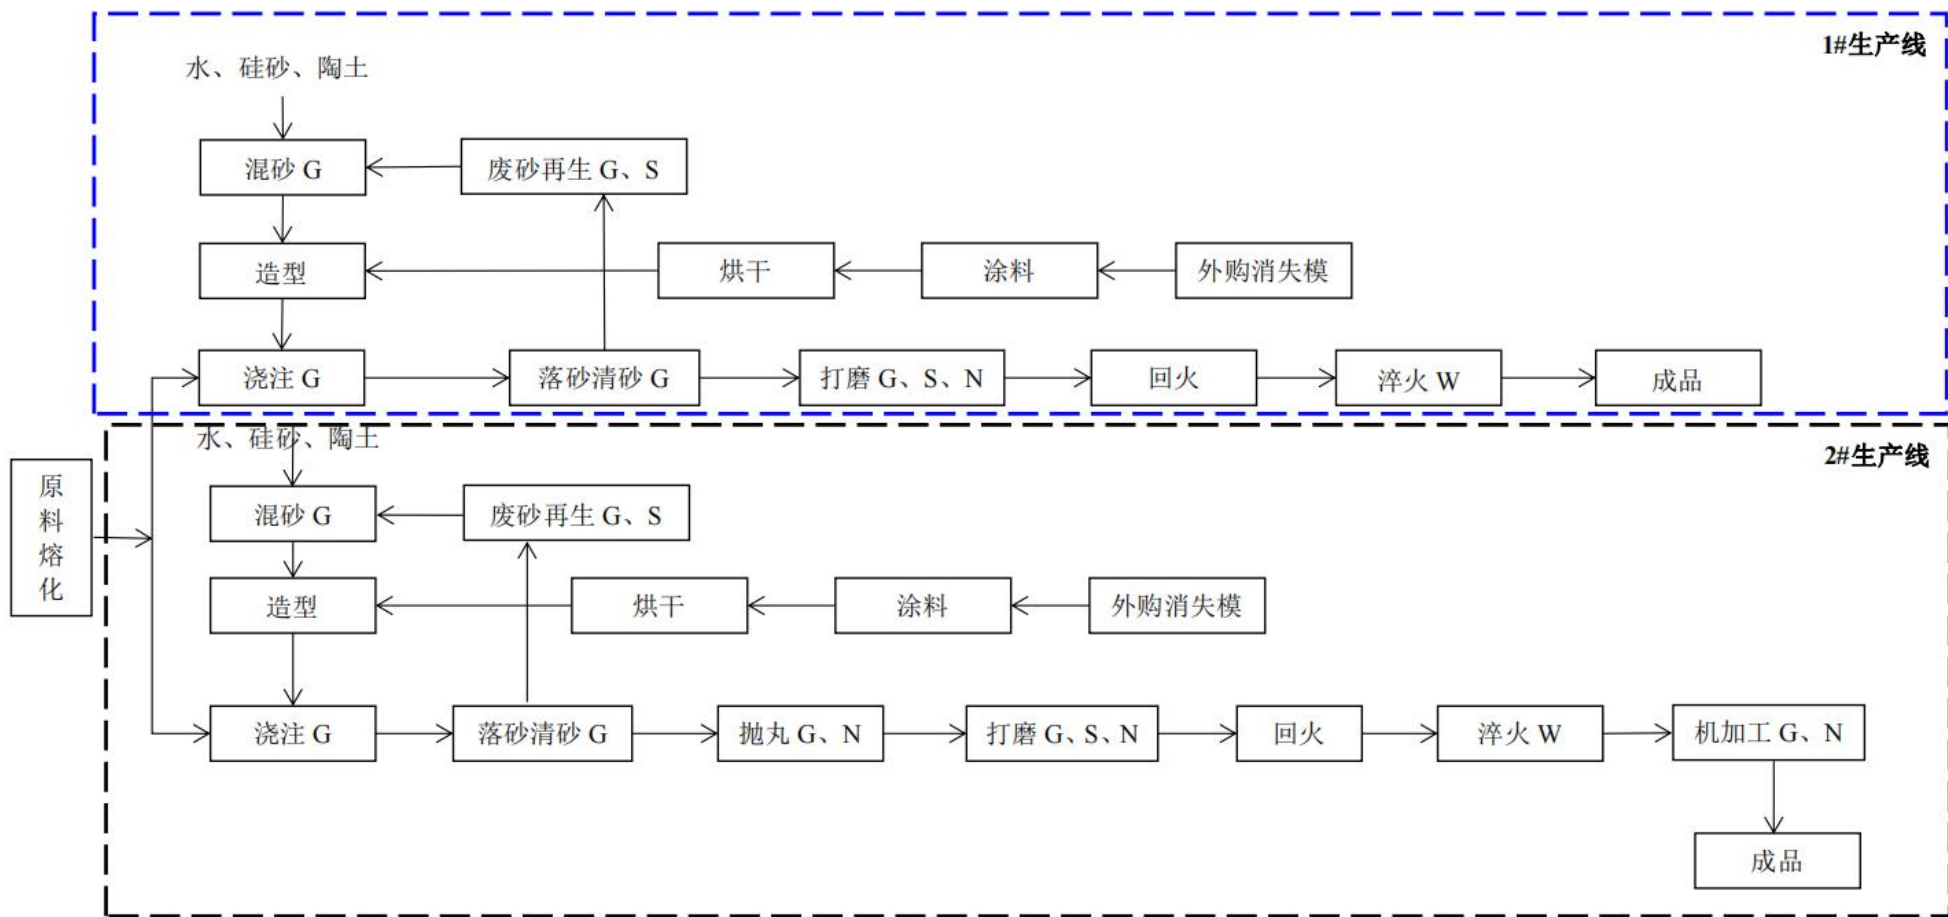 1#生产线
水、硅砂、陶土
混砂 G
废砂再生 G、S
造型
烘干
涂料
外购消失模
浇注 G
落砂清砂 G
打磨 G、S、N
回火
淬火 W
成品
水、硅砂、陶土
2#生产线
原
料
熔
化
混砂 G
废砂再生 G、S
造型
烘干
涂料
外购消失模
浇注 G
落砂清砂 G
抛丸 G、N
打磨 G、S、N
回火
淬火 W
机加工 G、N
成品